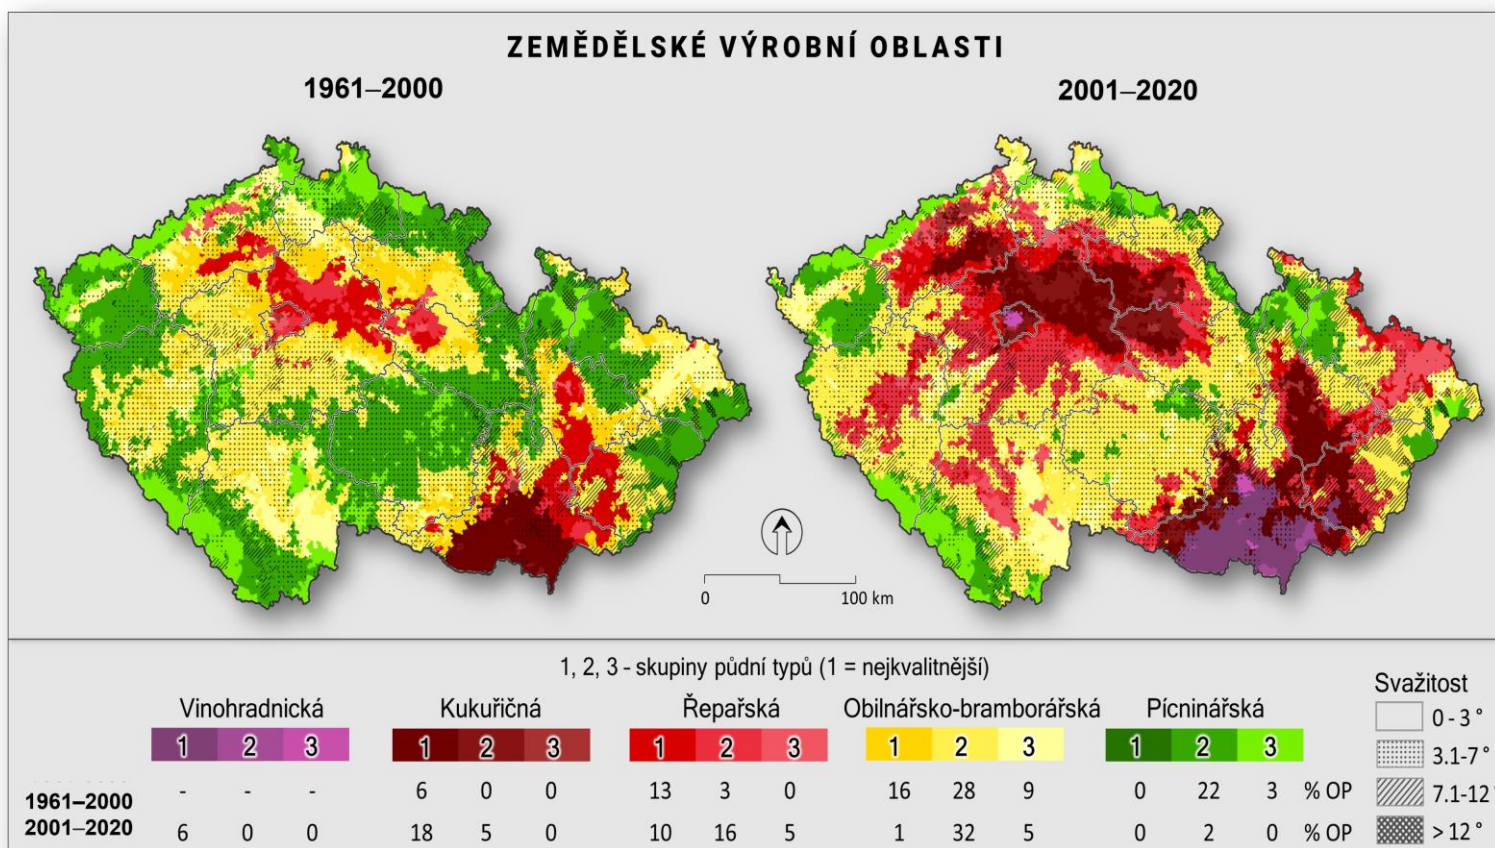 ZEMĚDĚLSKÉ VÝROBNÍ OBLASTI
1961–2000
2001–2020
0 100 km
1, 2, 3 - skupiny půdní typů (1 = nejkvalitnější)
Vinohradnická Kukuřičná Řepařská Obilnářsko-bramborářská Pícninářská
1 2 3 1 2 3 1 2 3 1 2 3 1 2 3
1961–2000 - - - 6 0 0 13 3 0 16 28 9 0 22 3 % OP
2001–2020 6 0 0 18 5 0 10 16 5 1 32 5 0 2 0 % OP
Svažitost
0 - 3 °
3.1-7 °
7.1-12 °
> 12 °